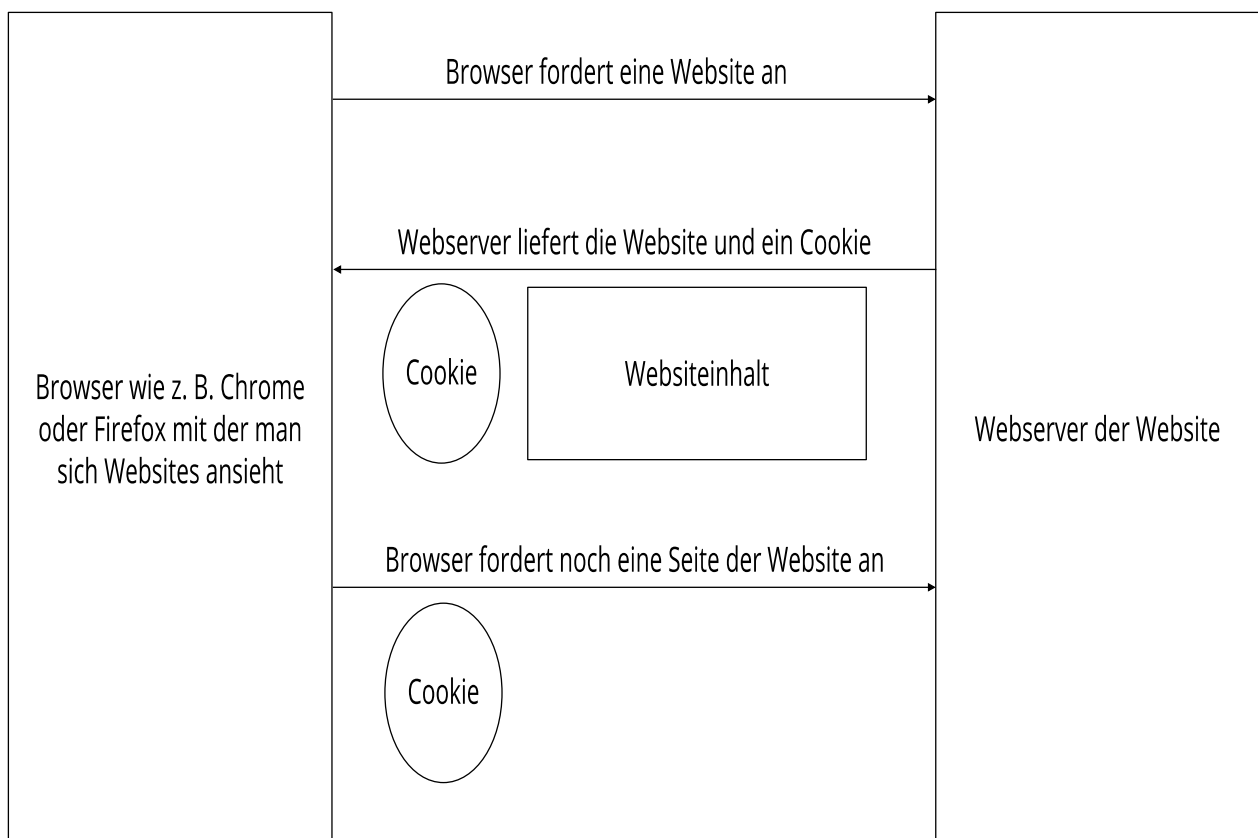 Browser fordert eine Website an
Webserver liefert die Website und ein Cookie
Cookie
Websiteinhalt
Browser wie z. B. Chrome
oder Firefox mit der man
sich Websites ansieht
Webserver der Website
Browser fordert noch eine Seite der Website an
Cookie